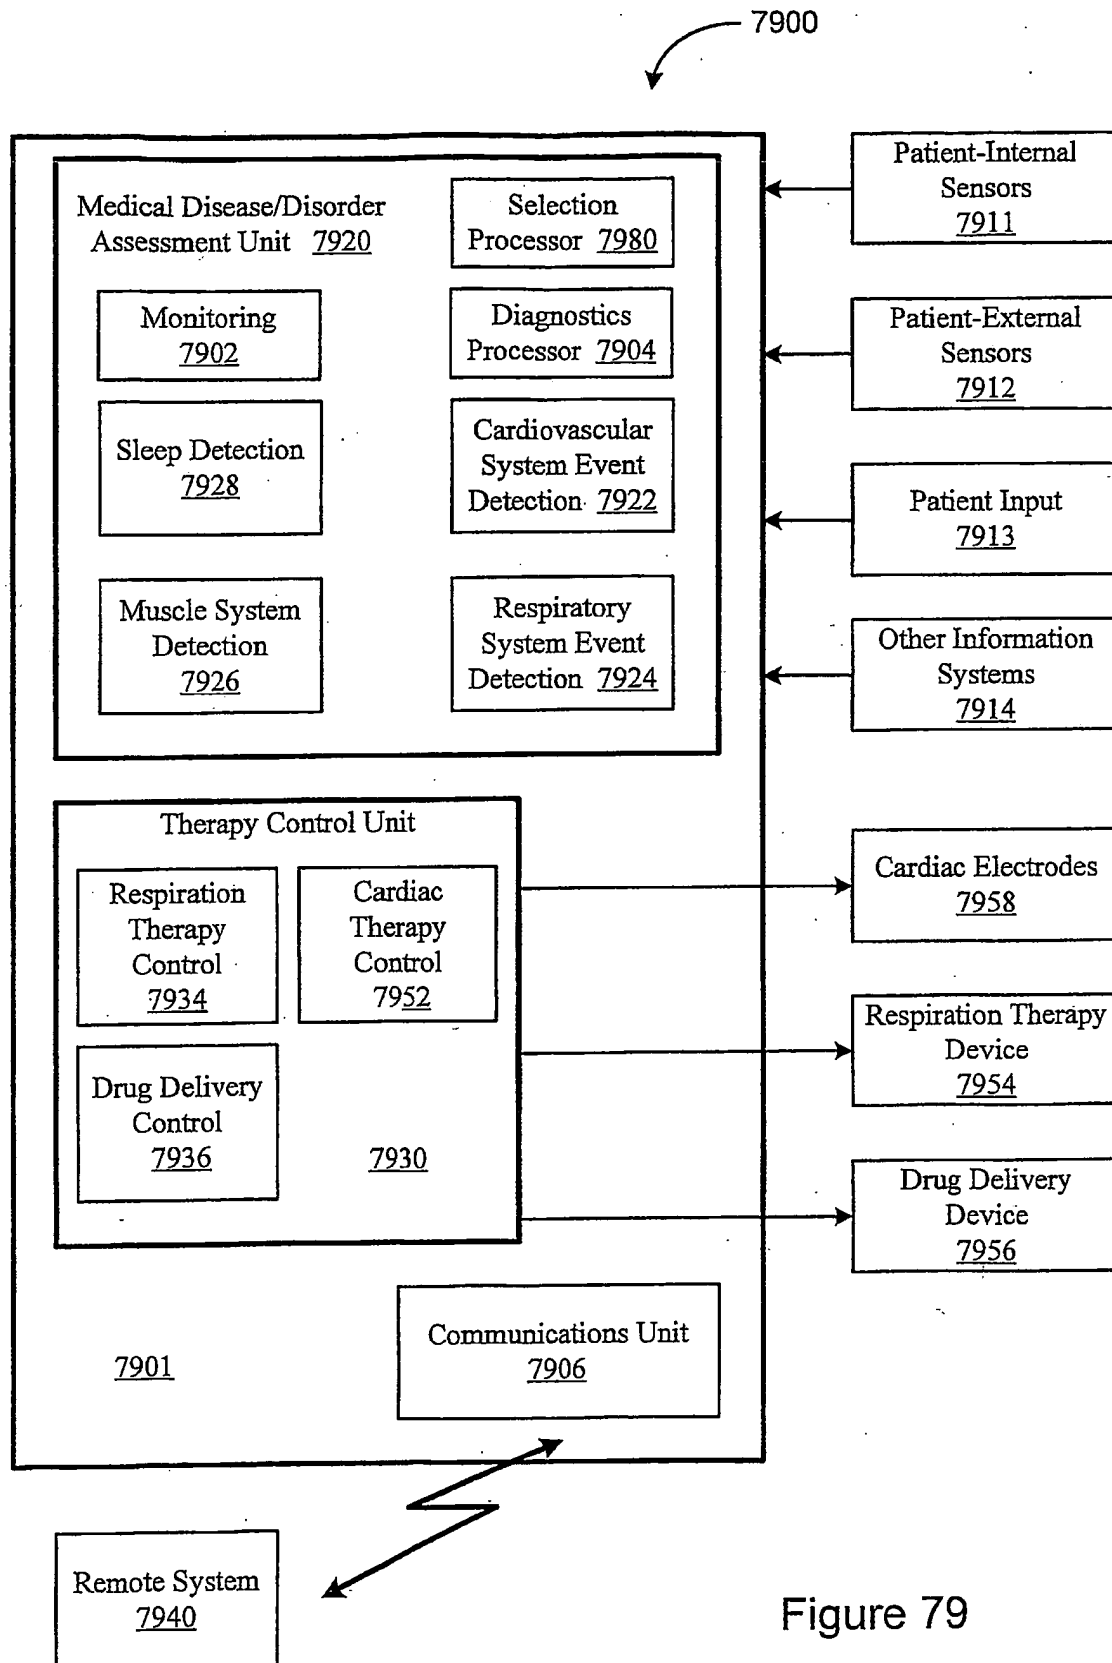 7900
Medical Disease/Disorder
Assessment Unit 7920
Selection
Processor 7980
Monitoring
7902
Diagnostics
Processor 7904
Sleep Detection
7928
Cardiovascular
System Event
Detection 7922
Muscle System
Detection
7926
Respiratory
System Event
Detection 7924
Patient-Internal
Sensors
7911
Patient-External
Sensors
7912
Patient Input
7913
Other Information
Systems
7914
Therapy Control Unit
Respiration
Therapy
Control
7934
Cardiac
Therapy
Control
7952
Drug Delivery
Control
7936
7930
Cardiac Electrodes
7958
Respiration Therapy
Device
7954
Drug Delivery
Device
7956
Communications Unit
7906
7901
Remote System
7940
Figure 79